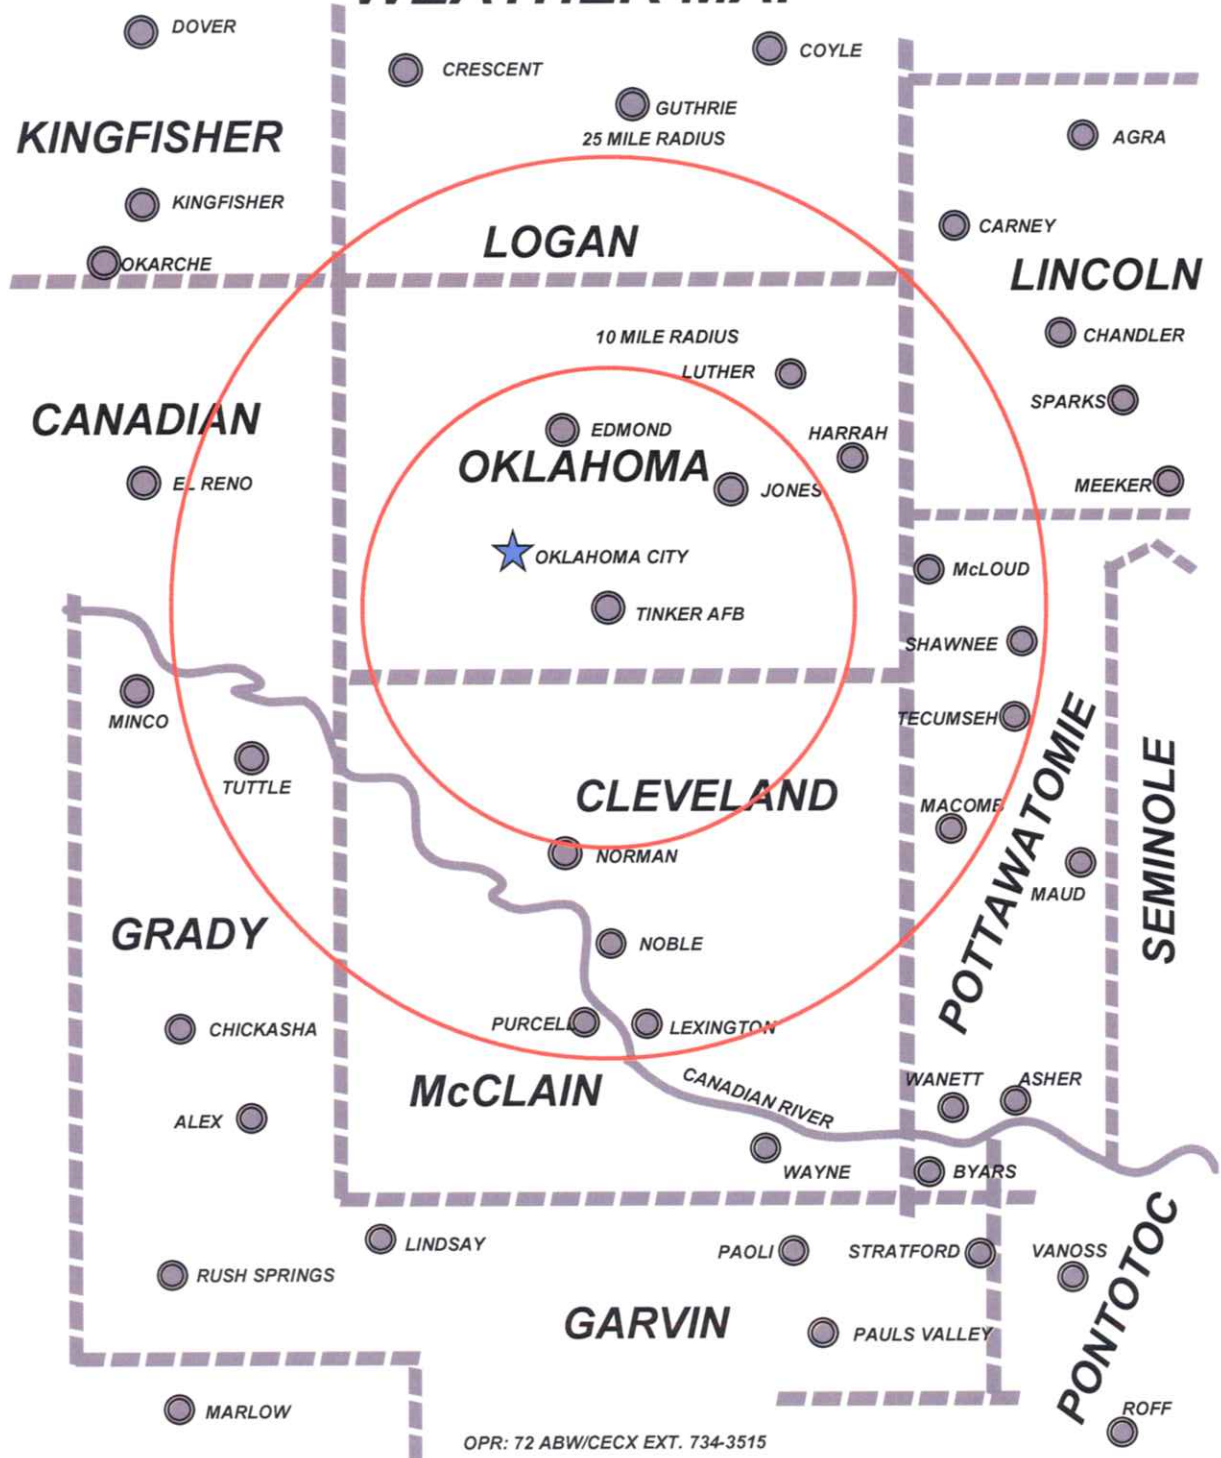 WEATHER MAP
DOVER
CRESCENT
COYLE
GUTHRIE
25 MILE RADIUS
KINGFISHER
AGRA
KINGFISHER
CARNEY
LOGAN
OKARCHE
LINCOLN
10 MILE RADIUS
CHANDLER
LUTHER
SPARKS
CANADIAN
EDMOND
HARRAH
OKLAHOMA
EL RENO
JONES
MEEKER
OKLAHOMA CITY
McLOUD
TINKER AFB
SHAWNEE
MINCO
TECUMSEH
TUTTLE
CLEVELAND
MACOMB
POTTAWATOMIE
SEMINOLE
NORMAN
MAUD
GRADY
NOBLE
CHICKASHA
PURCELL
LEXINGTON
McCLAIN
CANADIAN RIVER
WANETT
ASHER
ALEX
WAYNE
BYARS
LINDSAY
PAOLI
STRATFORD
VANOSS
RUSH SPRINGS
GARVIN
PAULS VALLEY
PONTOTOC
MARLOW
ROFF
OPR: 72 ABW/CECX EXT. 734-3515